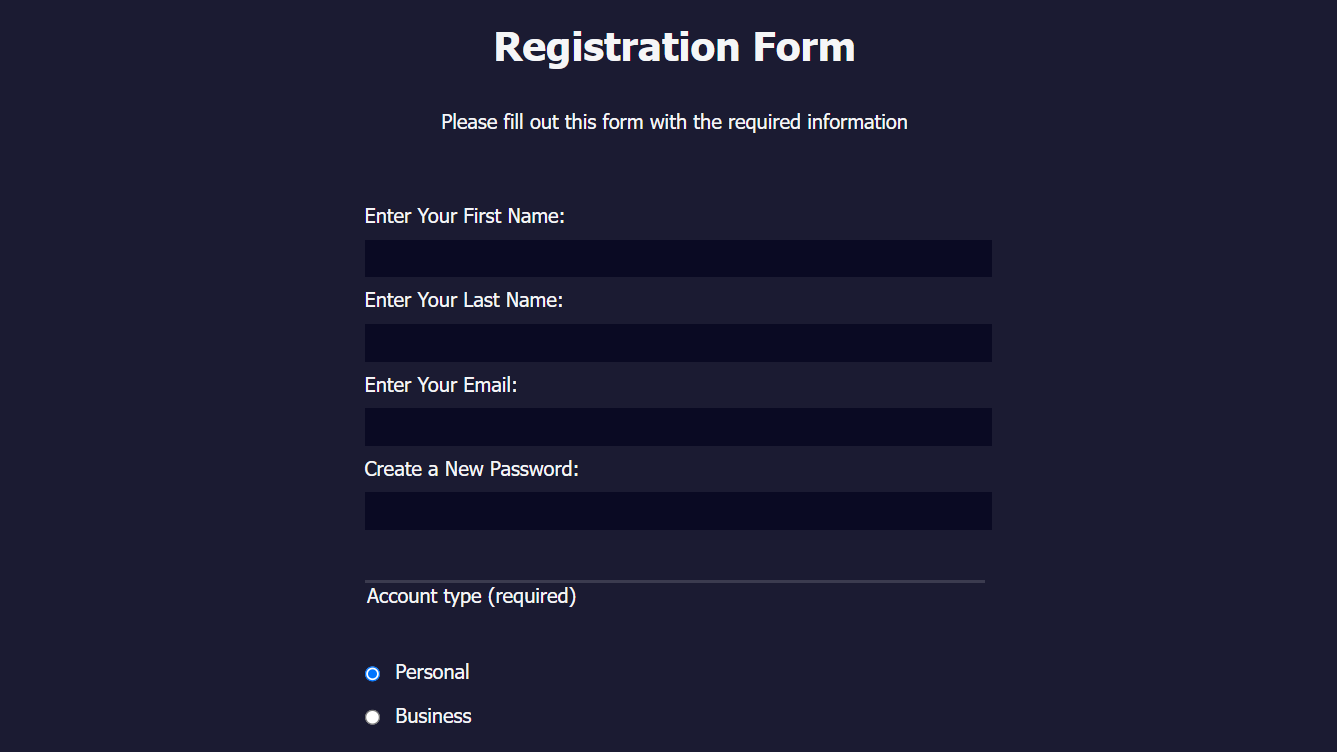 Registration Form
Please fill out this form with the required information
Enter Your First Name:
Enter Your Last Name:
Enter Your Email:
Create a New Password:
Account type (required)
Personal
Business